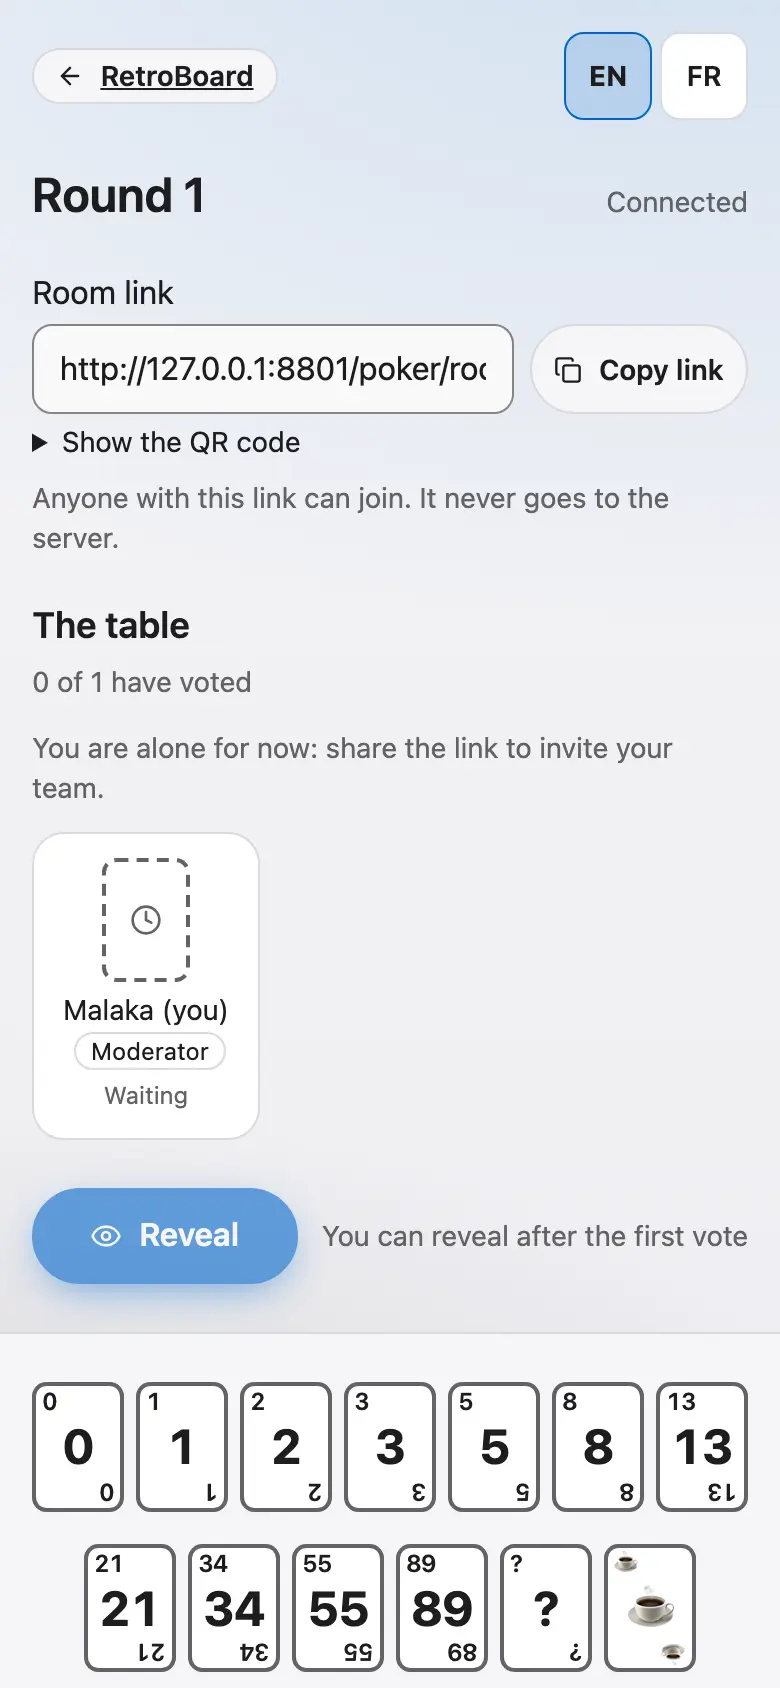 RetroBoard
EN
FR
Round 1
Connected
Room link
http://127.0.0.1:8801/poker/roo
Copy link
Show the QR code
Anyone with this link can join. It never goes to the
server.
The table
0 of 1 have voted
You are alone for now: share the link to invite your
team.
Malaka (you)
Moderator
Waiting
Reveal
You can reveal after the first vote
0
0
0
1
1
1
2
2
2
3
3
3
5
5
5
8
8
8
13
13
13
21
21
21
34
34
34
55
55
55
89
89
89
?
?
?